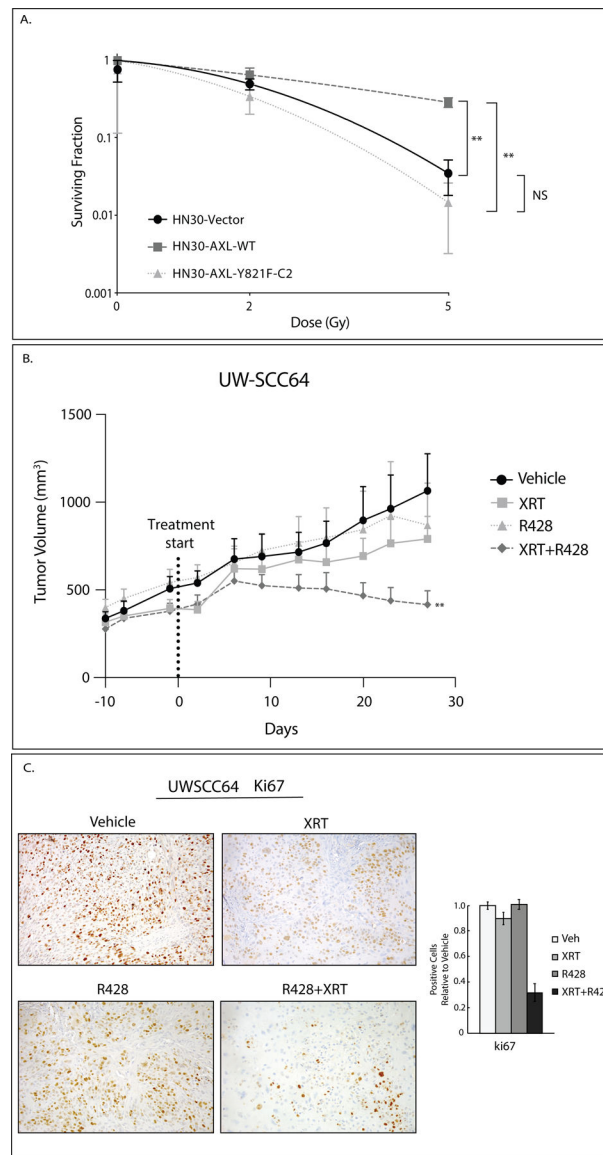 A.
1
0.1
0.01
0.001
Surviving Fraction
HN30-Vector
HN30-AXL-WT
HN30-AXL-Y821F-C2
**
**
NS
0 2 5
Dose (Gy)
B.
UW-SCC64
1500
1000
500
0
Tumor Volume (mm³)
Treatment
start
Vehicle
XRT
R428
XRT+R428
**
-10 0 10 20 30
Days
C.
UWSCC64 Ki67
Vehicle XRT
R428 R428+XRT
Positive Cells
Relative to Vehicle
1.0
0.8
0.6
0.4
0.2
0
ki67
Veh
XRT
R428
XRT+R42